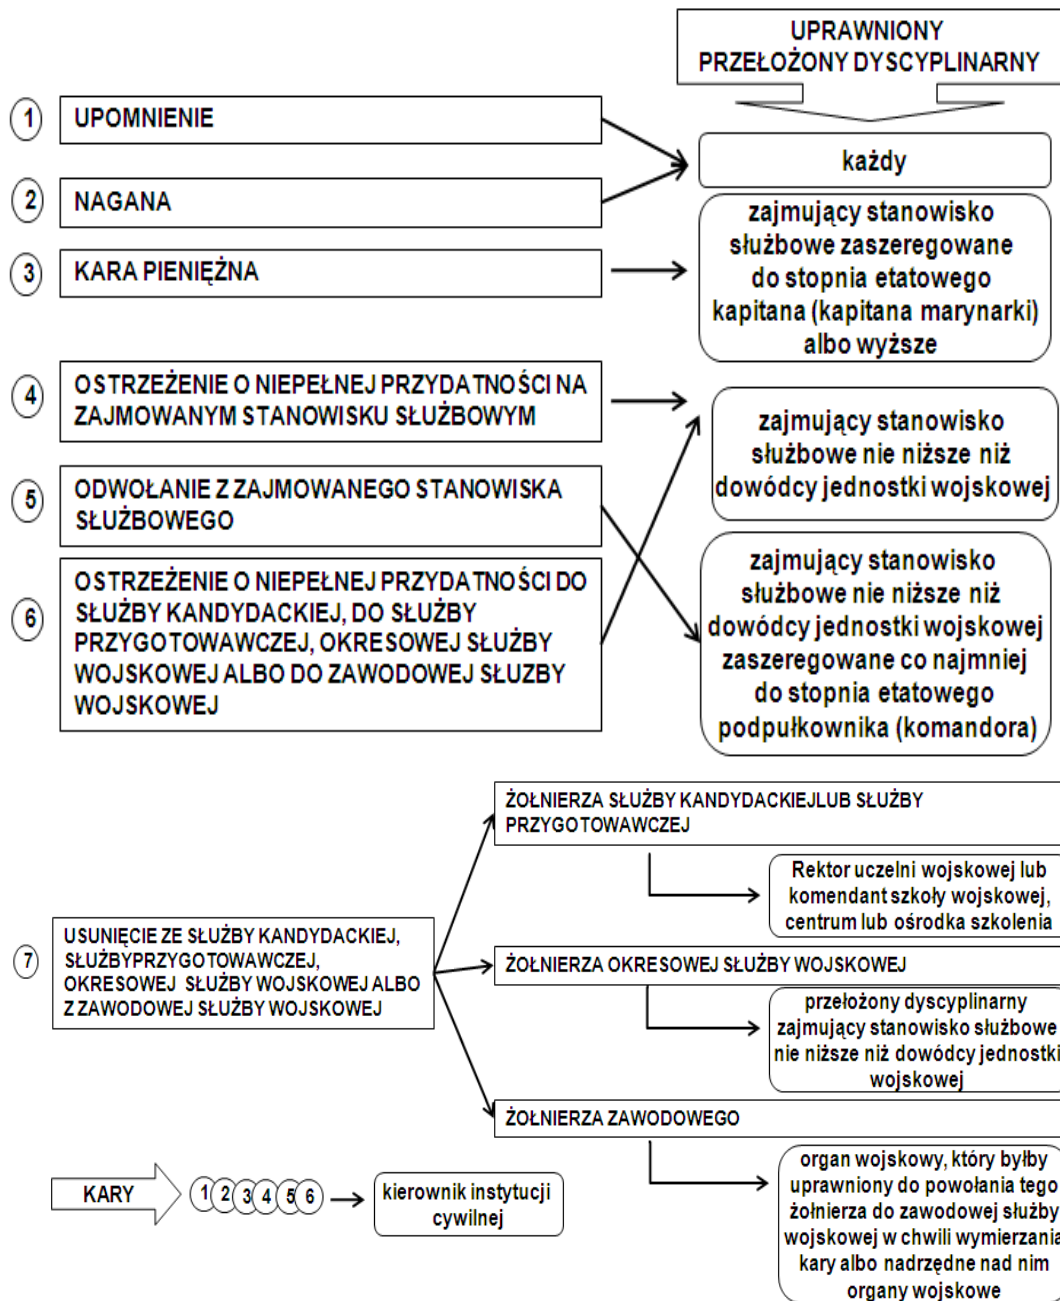 UPRAWNIONY
PRZEŁOŻONY DYSCYPLINARNY
1 UPOMNIENIE
każdy
2 NAGANA
3 KARA PIENIĘŻNA
zajmujący stanowisko
służbowe zaszeregowane
do stopnia etatowego
kapitana (kapitana marynarki)
albo wyższe
4 OSTRZEŻENIE O NIEPEŁNEJ PRZYDATNOŚCI NA
ZAJMOWANYM STANOWISKU SŁUŻBOWYM
zajmujący stanowisko
służbowe nie niższe niż
dowódcy jednostki wojskowej
5 ODWOŁANIE Z ZAJMOWANEGO STANOWISKA
SŁUŻBOWEGO
6 OSTRZEŻENIE O NIEPEŁNEJ PRZYDATNOŚCI DO
SŁUŻBY KANDYDACKIEJ, DO SŁUŻBY
PRZYGOTOWAWCZEJ, OKRESOWEJ SŁUŻBY
WOJSKOWEJ ALBO DO ZAWODOWEJ SŁUZBY
WOJSKOWEJ
zajmujący stanowisko
służbowe nie niższe niż
dowódcy jednostki wojskowej
zaszeregowane co najmniej
do stopnia etatowego
podpułkownika (komandora)
7 USUNIĘCIE ZE SŁUŻBY KANDYDACKIEJ,
SŁUŻBYPRZYGOTOWAWCZEJ,
OKRESOWEJ SŁUŻBY WOJSKOWEJ ALBO
Z ZAWODOWEJ SŁUŻBY WOJSKOWEJ
ŻOŁNIERZA SŁUŻBY KANDYDACKIEJLUB SŁUŻBY
PRZYGOTOWAWCZEJ
Rektor uczelni wojskowej lub
komendant szkoły wojskowej,
centrum lub ośrodka szkolenia
ŻOŁNIERZA OKRESOWEJ SŁUŻBY WOJSKOWEJ
przełożony dyscyplinarny
zajmujący stanowisko służbowe
nie niższe niż dowódcy jednostki
wojskowej
ŻOŁNIERZA ZAWODOWEGO
organ wojskowy, który byłby
uprawniony do powołania tego
żołnierza do zawodowej służby
wojskowej w chwili wymierzania
kary albo nadrzędne nad nim
organy wojskowe
KARY 1 2 3 4 5 6
kierownik instytucji
cywilnej